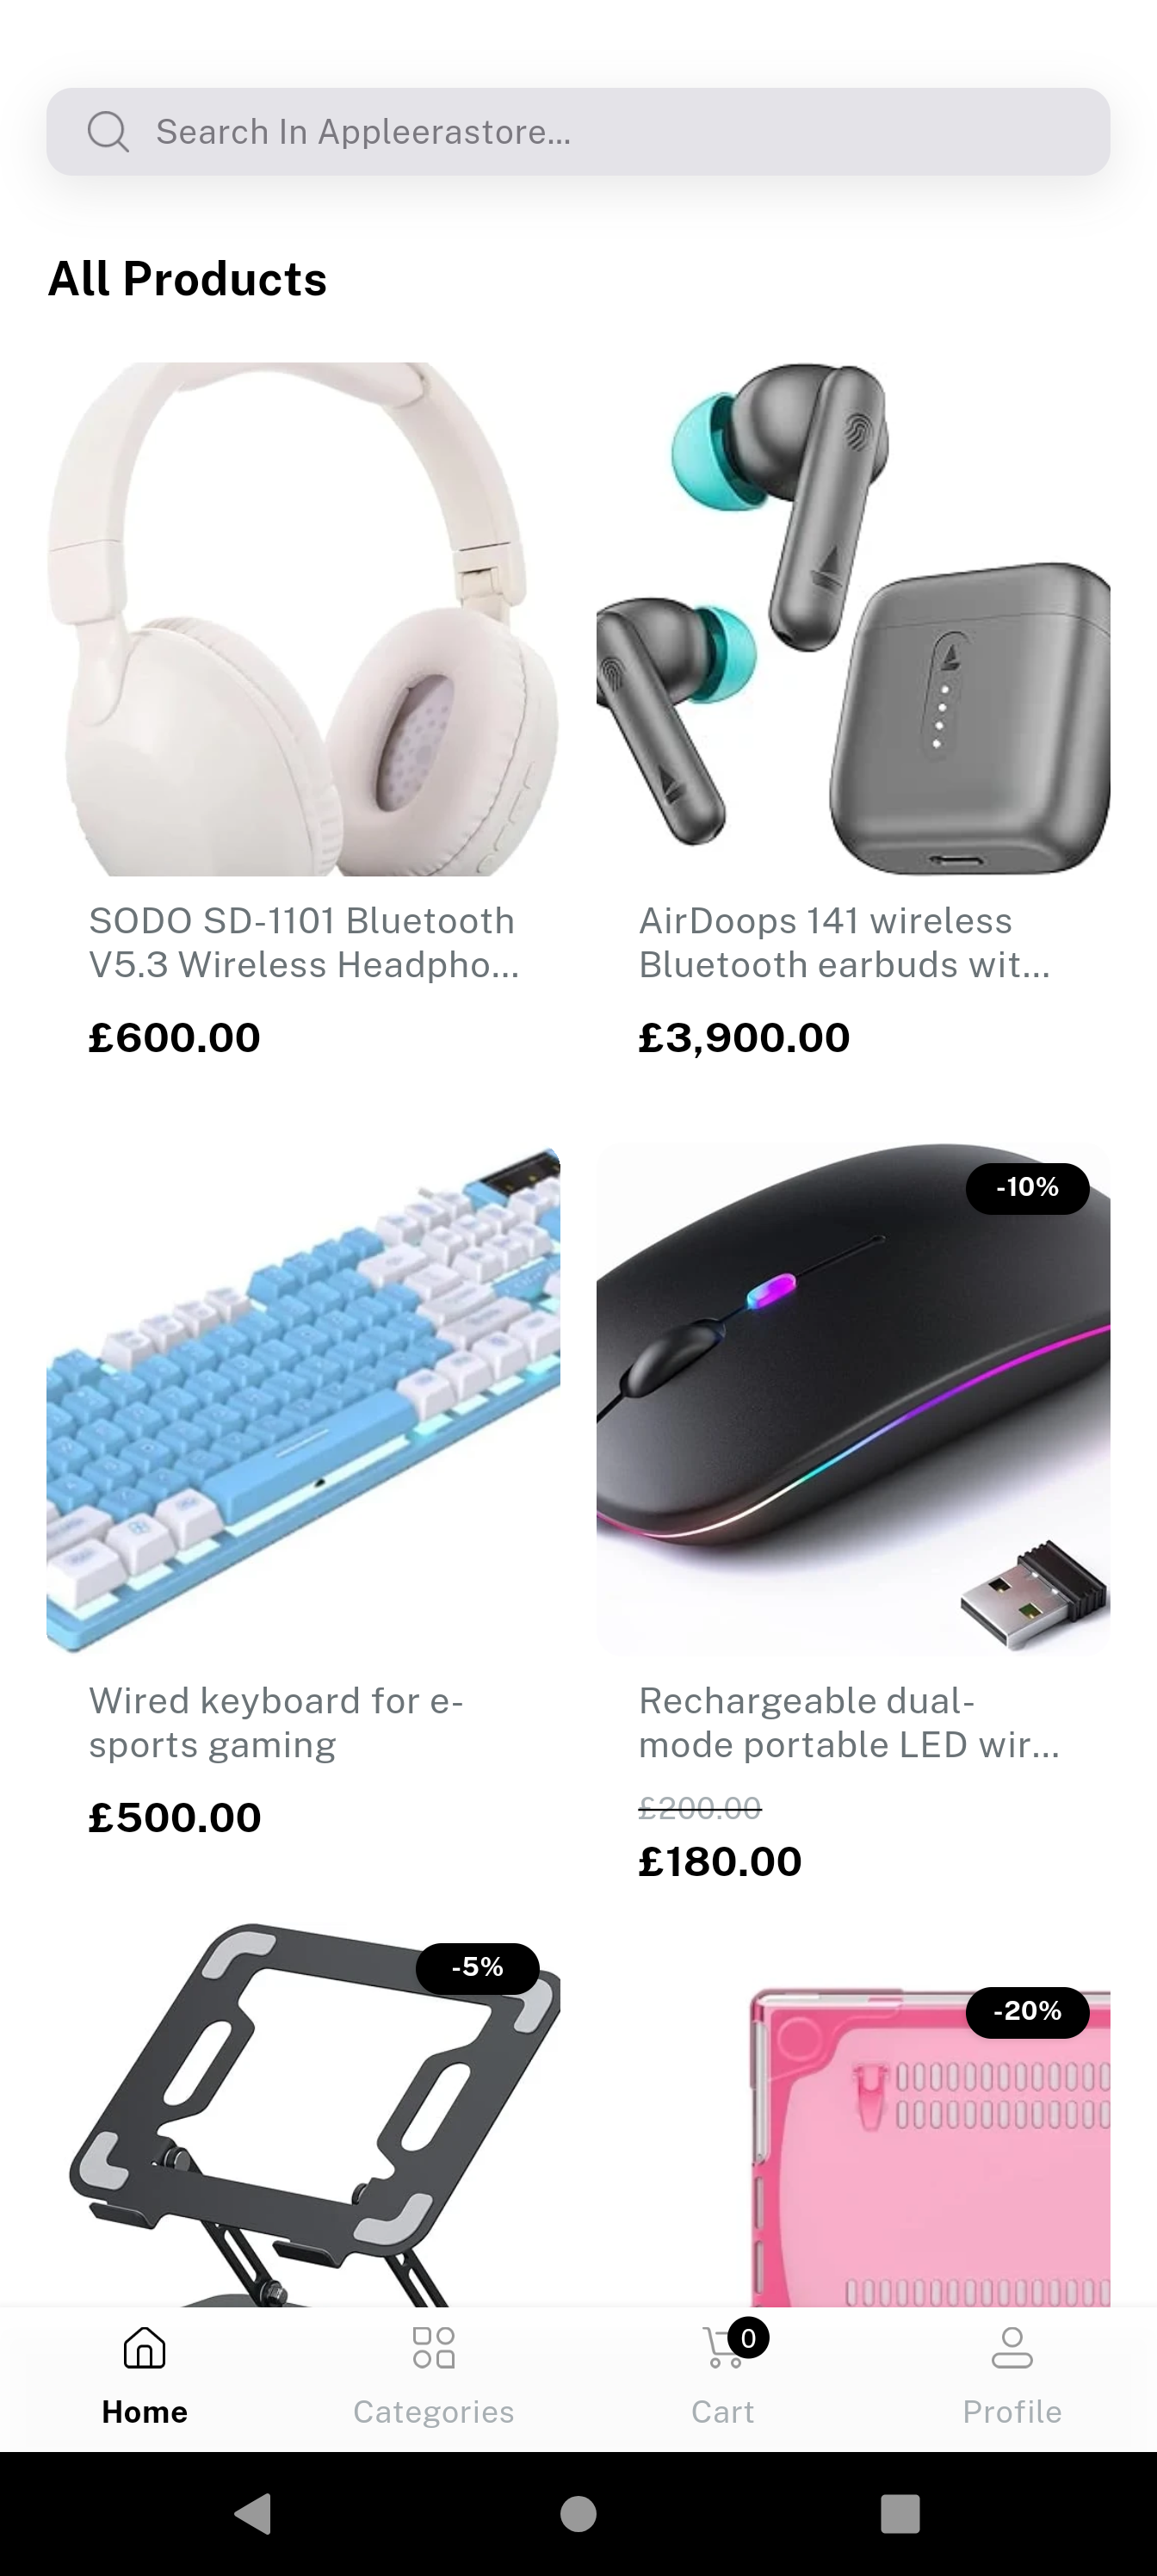 Search In Appleerastore...
All Products
SODO SD-1101 Bluetooth
V5.3 Wireless Headpho...
£600.00
AirDoops 141 wireless
Bluetooth earbuds wit...
£3,900.00
-10%
Wired keyboard for e-
sports gaming
£500.00
Rechargeable dual-
mode portable LED wir...
£200.00
£180.00
-5%
-20%
0
Home
Categories
Cart
Profile